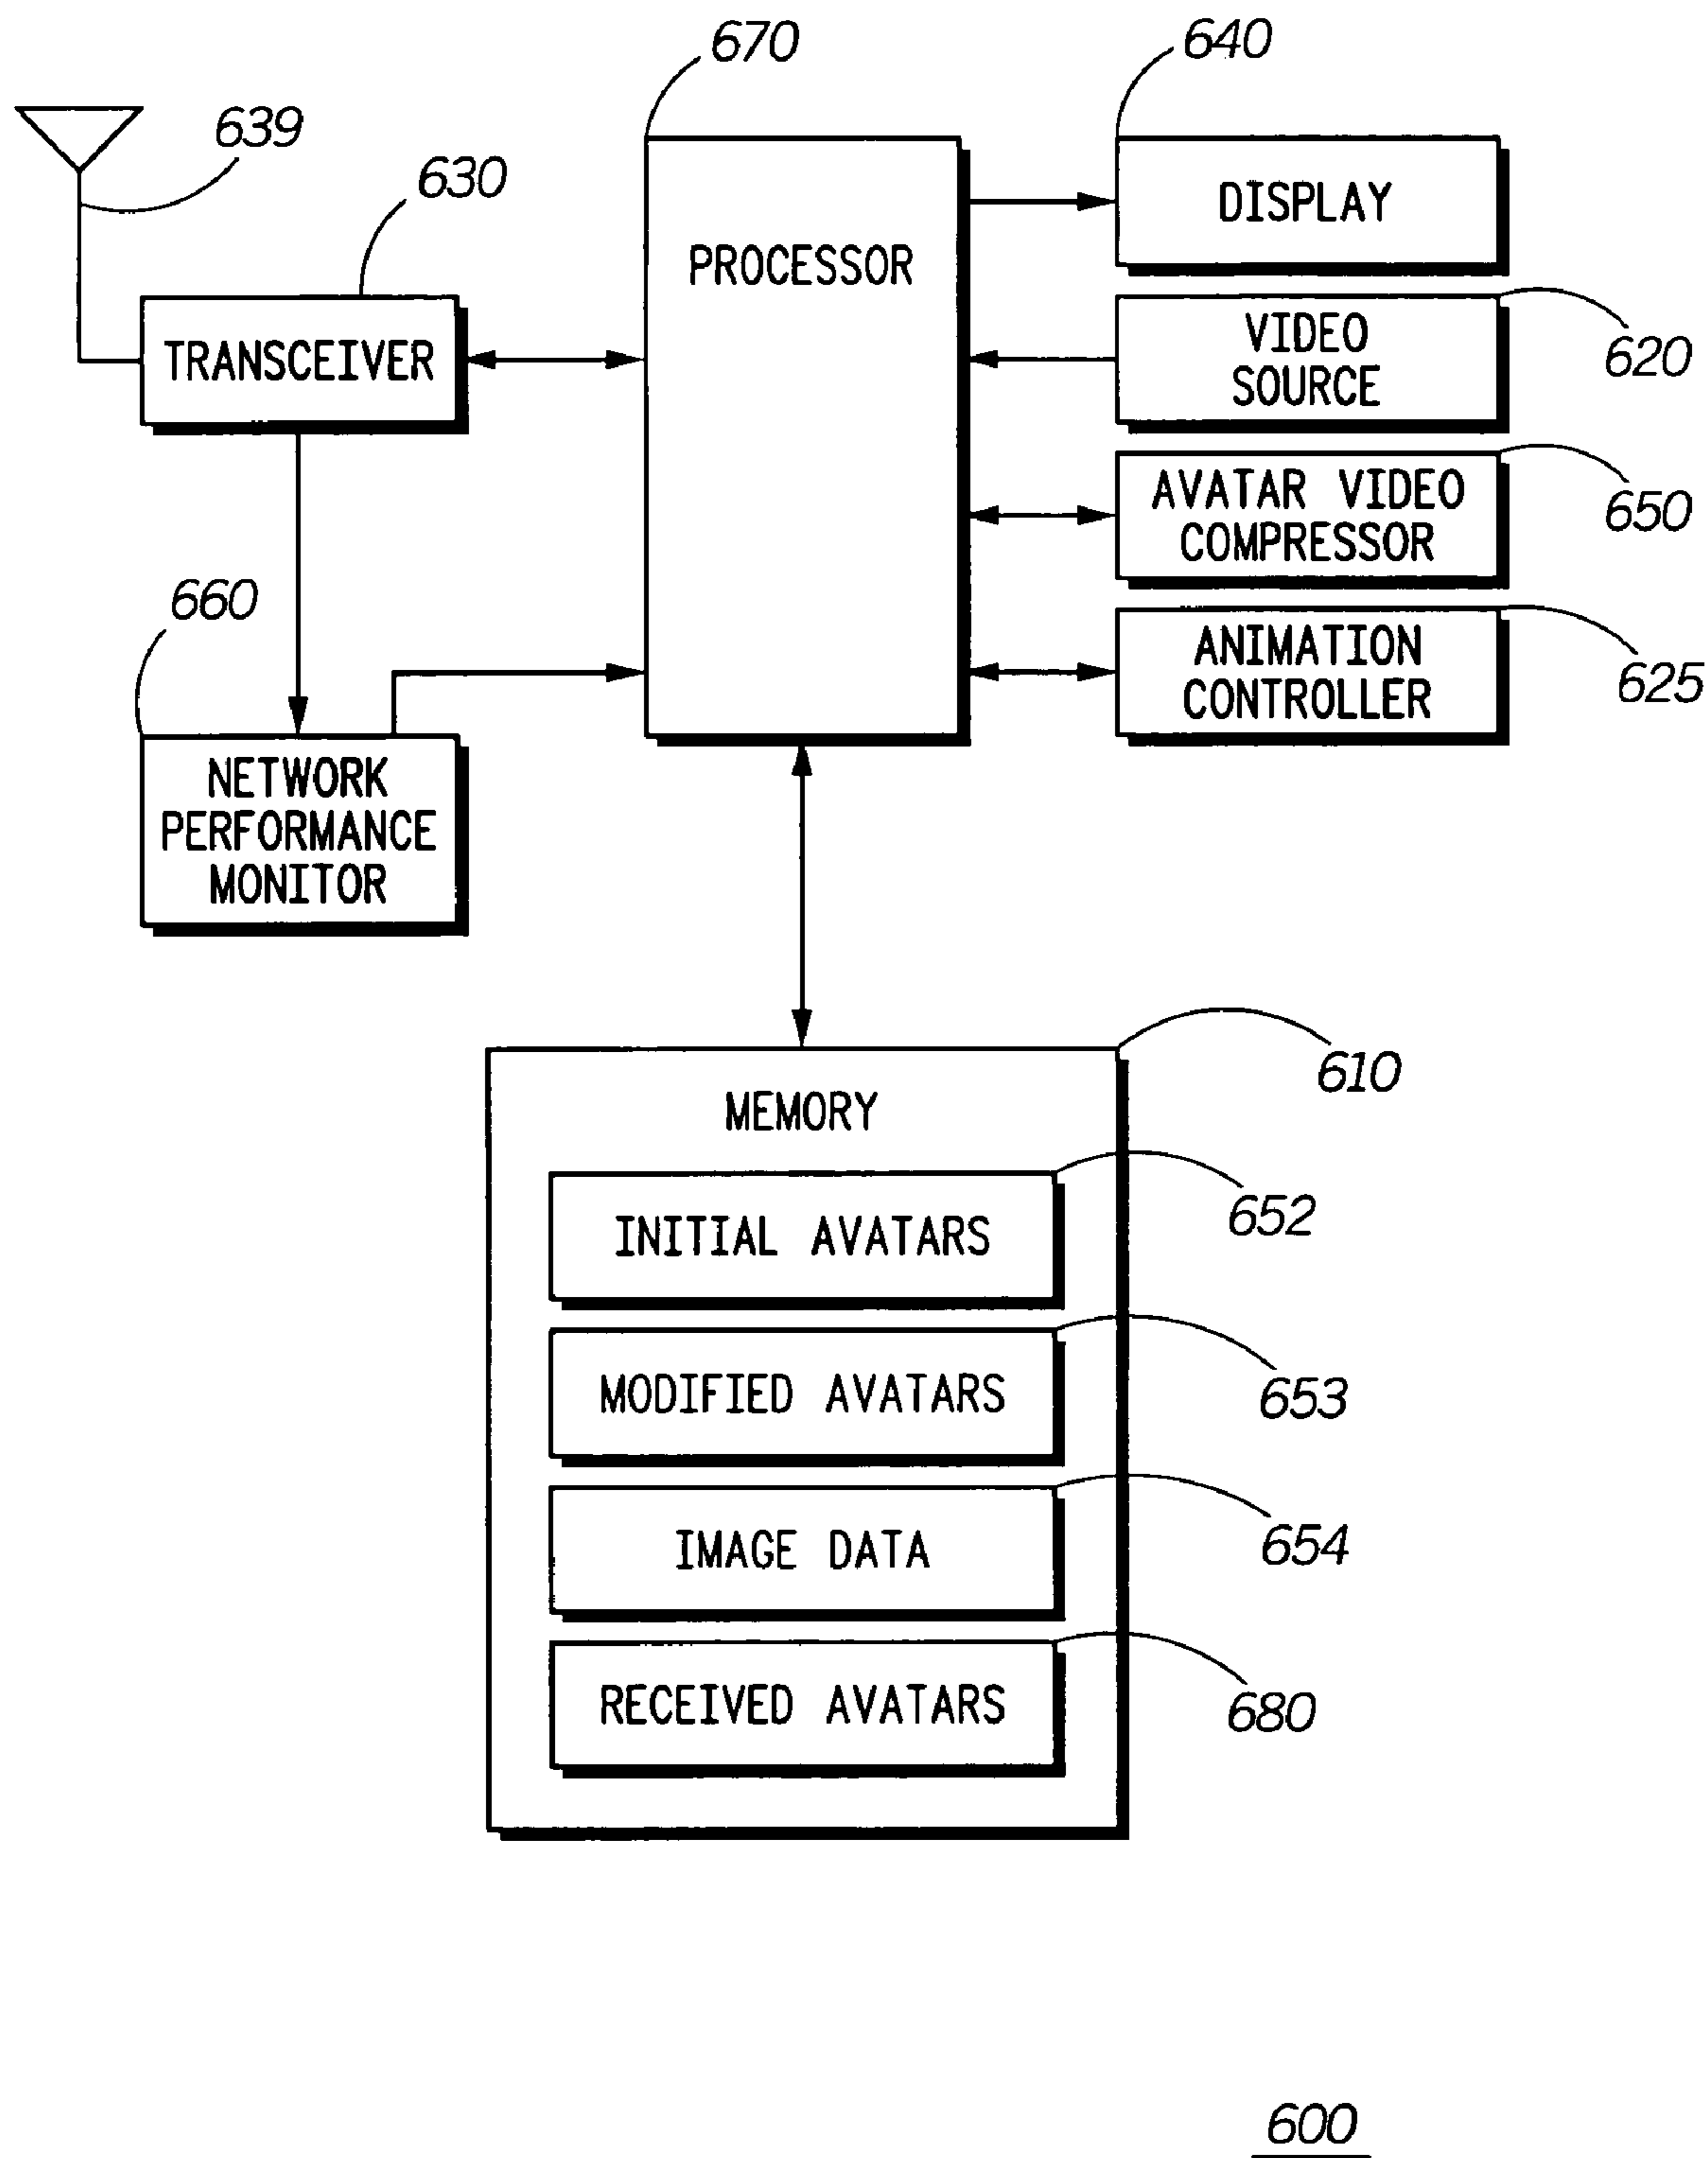 670
640
639
630
DISPLAY
PROCESSOR
VIDEO
SOURCE
620
TRANSCEIVER
AVATAR VIDEO
COMPRESSOR
650
660
ANIMATION
CONTROLLER
625
NETWORK
PERFORMANCE
MONITOR
610
MEMORY
652
INITIAL AVATARS
653
MODIFIED AVATARS
654
IMAGE DATA
680
RECEIVED AVATARS
600